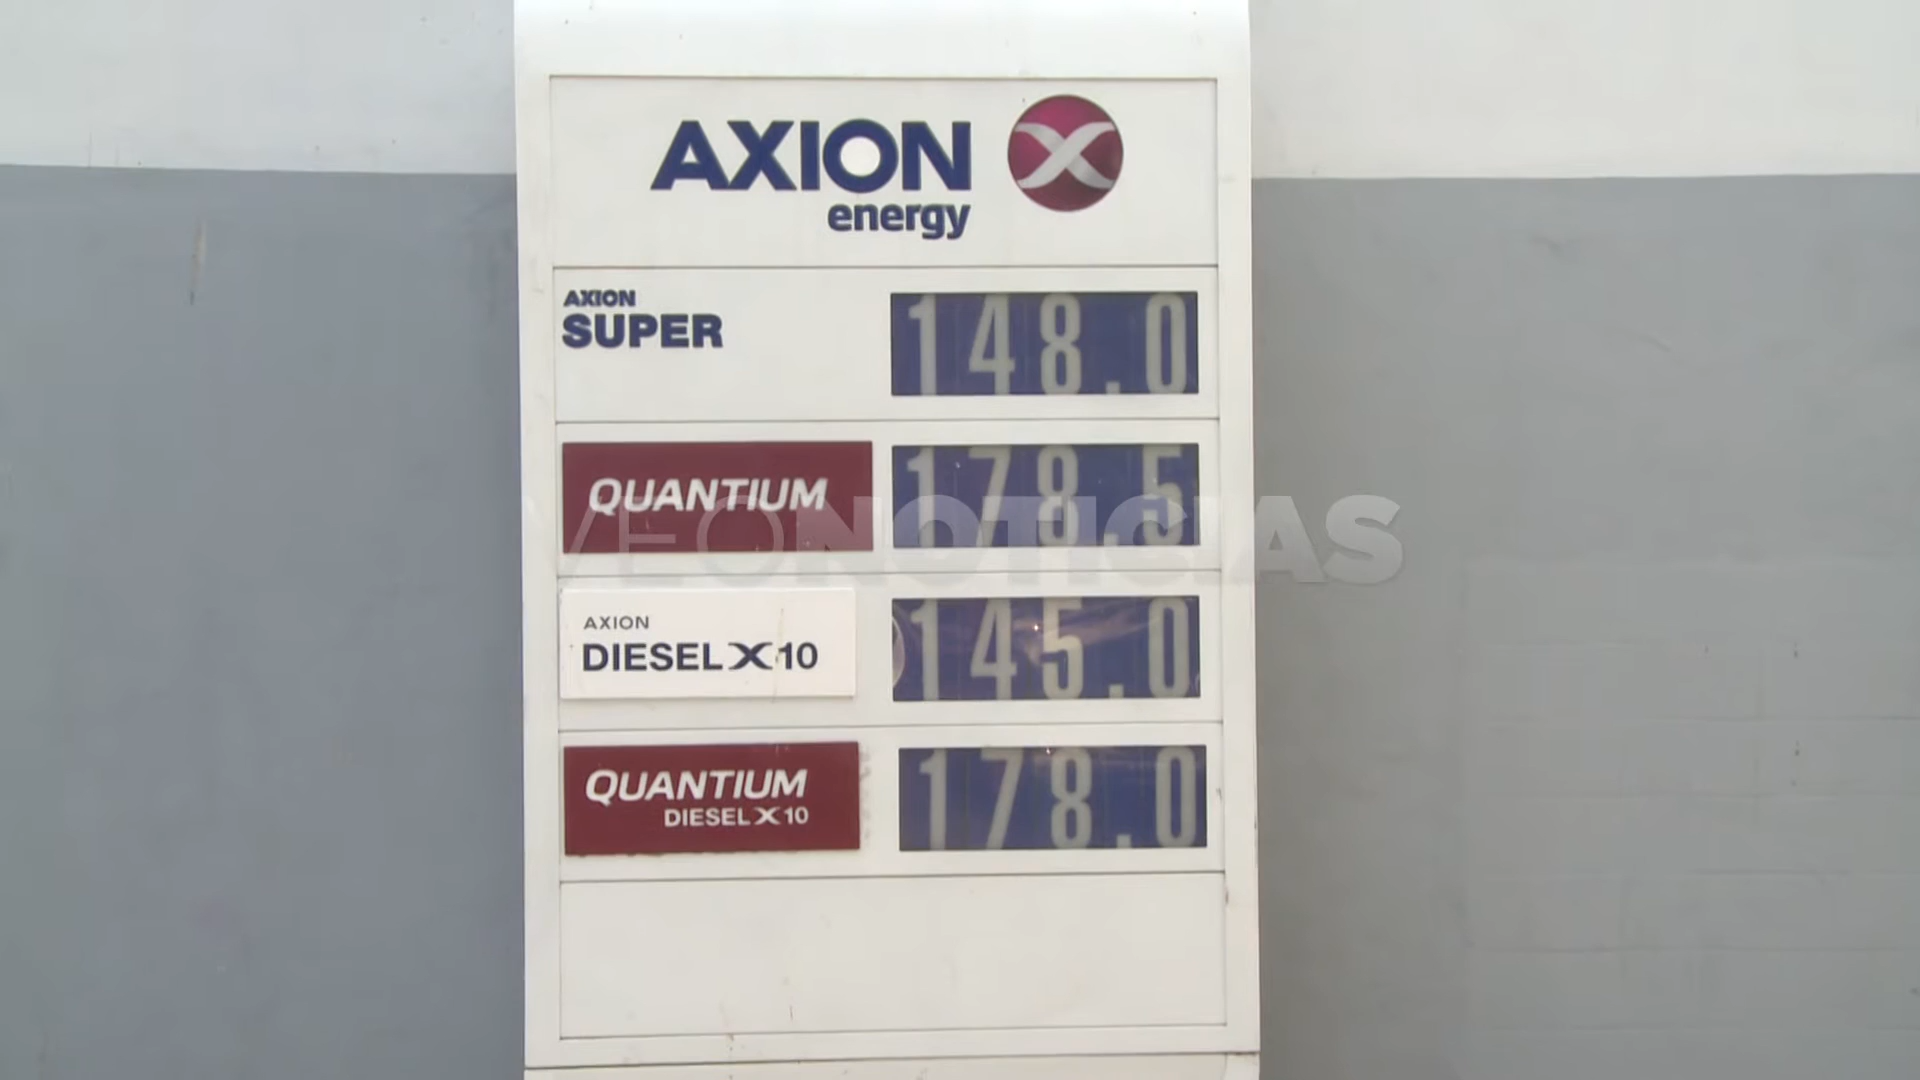 AXION
energy
AXION
SUPER
148.0
QUANTIUM
178.5
VEONOTICIAS
AXION
DIESEL X10
145.0
QUANTIUM
DIESEL X10
178.0